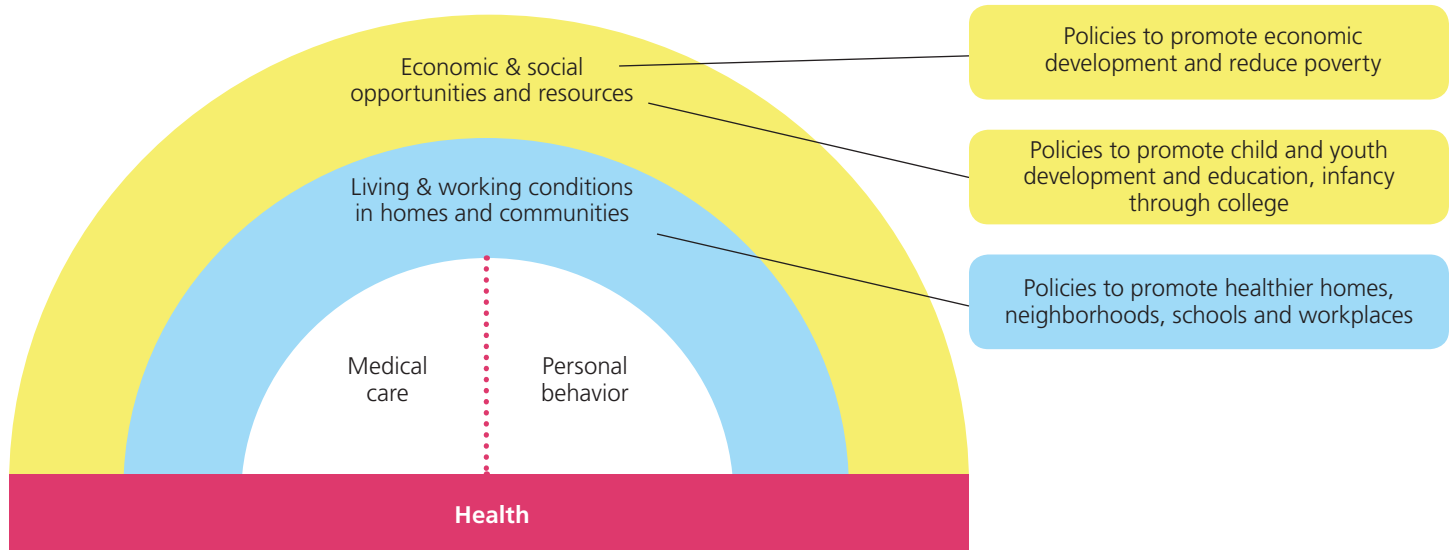 Economic & social
opportunities and resources
Living & working conditions
in homes and communities
Medical
care
Personal
behavior
Health
Policies to promote economic
development and reduce poverty
Policies to promote child and youth
development and education, infancy
through college
Policies to promote healthier homes,
neighborhoods, schools and workplaces